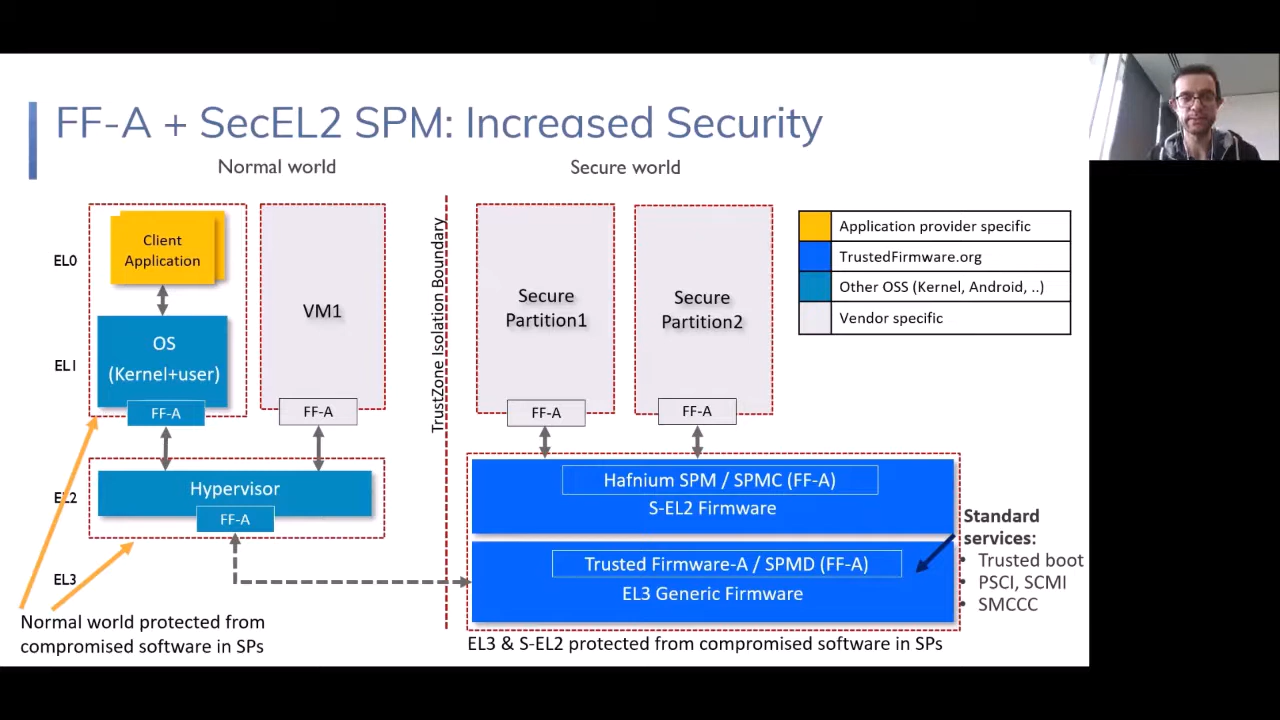 FF-A + SecEL2 SPM: Increased Security
Normal world
Secure world
EL0
EL1
EL2
EL3
Client
Application
OS
(Kernel+user)
FF-A
VM1
FF-A
Hypervisor
FF-A
TrustZone Isolation Boundary
Secure
Partition1
FF-A
Secure
Partition2
FF-A
Hafnium SPM / SPMC (FF-A)
S-EL2 Firmware
Trusted Firmware-A / SPMD (FF-A)
EL3 Generic Firmware
Application provider specific
TrustedFirmware.org
Other OSS (Kernel, Android, ..)
Vendor specific
Standard
services:
• Trusted boot
• PSCI, SCMI
• SMCCC
Normal world protected from
compromised software in SPs
EL3 & S-EL2 protected from compromised software in SPs